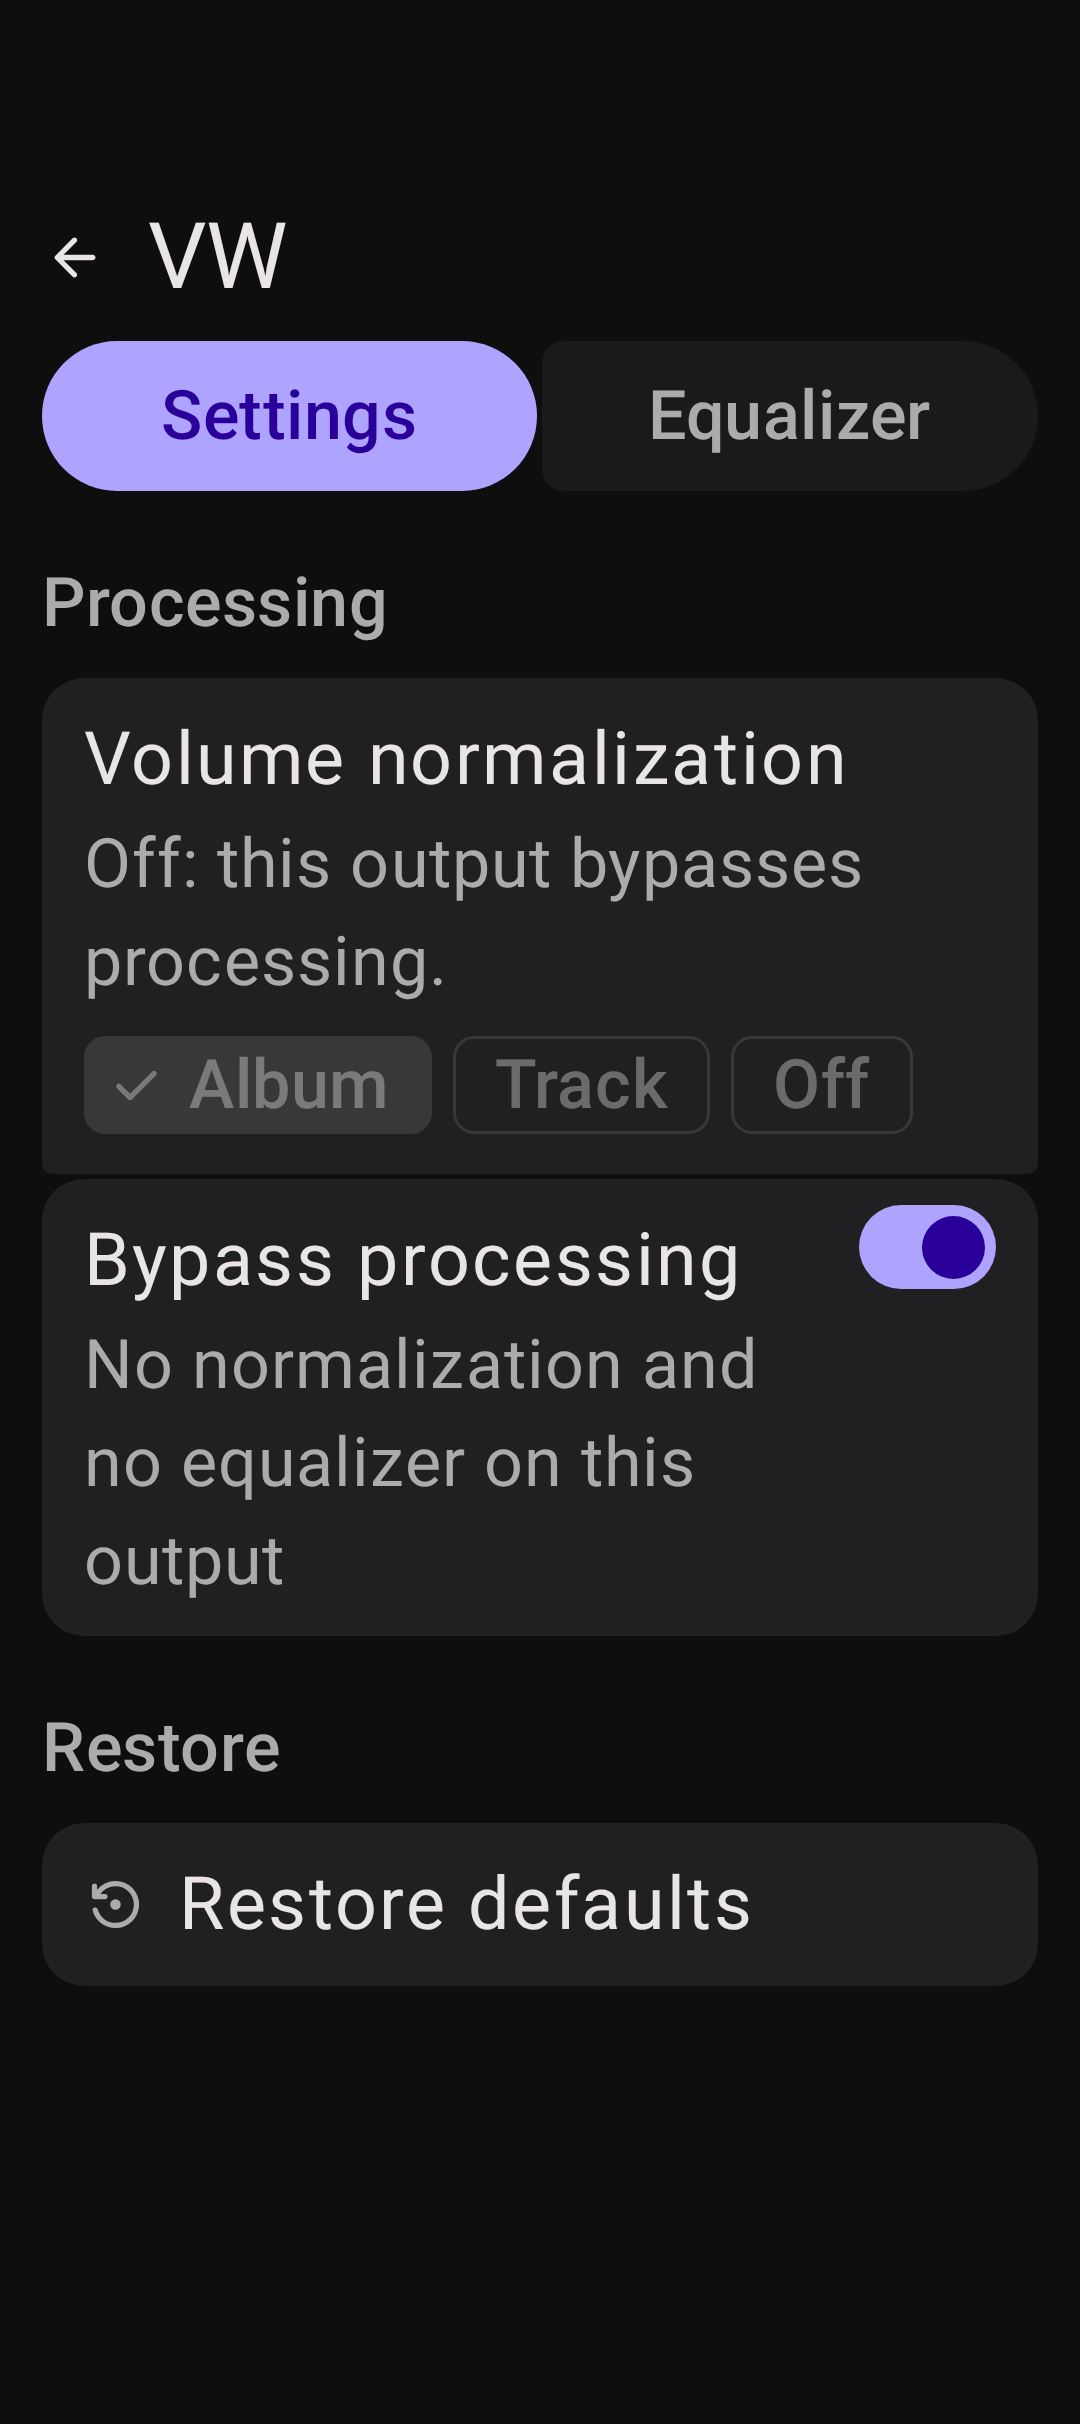 VW
Settings
Equalizer
Processing
Volume normalization
Off: this output bypasses
processing.
Album
Track
Off
Bypass processing
No normalization and
no equalizer on this
output
Restore
Restore defaults